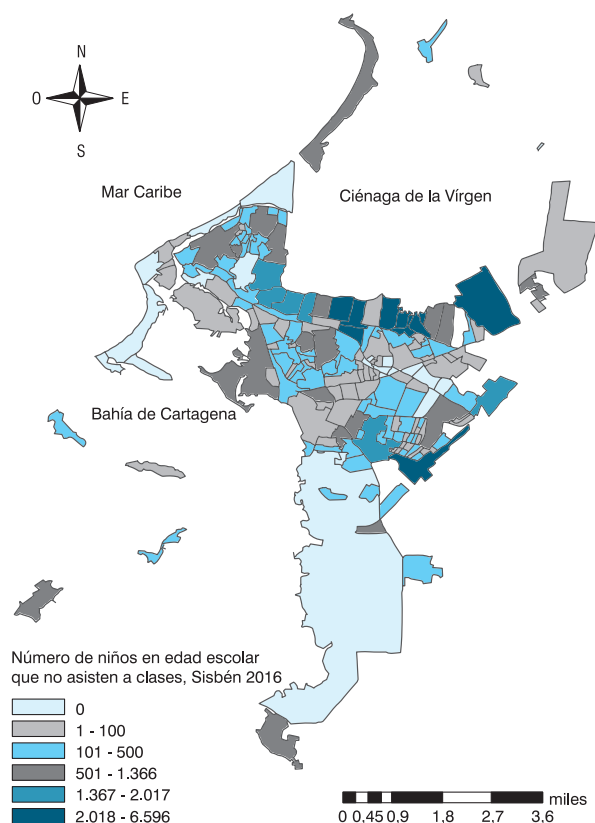 N
O E
S
Mar Caribe
Ciénaga de la Vírgen
Bahía de Cartagena
Número de niños en edad escolar
que no asisten a clases, Sisbén 2016
0
1 - 100
101 - 500
501 - 1.366
1.367 - 2.017
2.018 - 6.596
miles
0 0,45 0.9 1.8 2.7 3.6